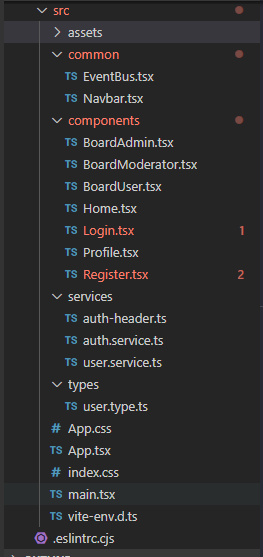 src
assets
common
TS EventBus.tsx
TS Navbar.tsx
components
TS BoardAdmin.tsx
TS BoardModerator.tsx
TS BoardUser.tsx
TS Home.tsx
TS Login.tsx 1
TS Profile.tsx
TS Register.tsx 2
services
TS auth-header.ts
TS auth.service.ts
TS user.service.ts
types
TS user.type.ts
# App.css
TS App.tsx
# index.css
TS main.tsx
TS vite-env.d.ts
.eslintrc.cjs